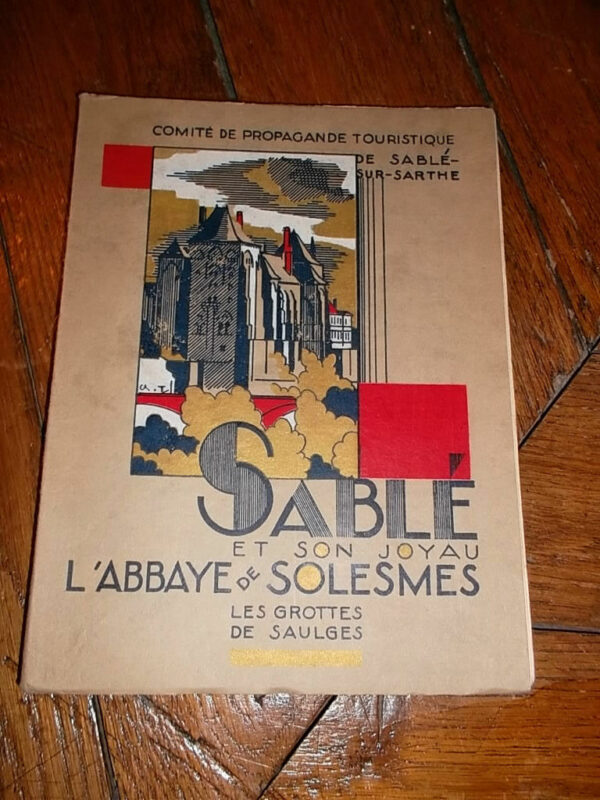 COMITÉ DE PROPAGANDE TOURISTIQUE
DE SABLÉ-
SUR-SARTHE
SABLÉ
ET SON JOYAU
L'ABBAYE DE SOLESMES
LES GROTTES
DE SAULGES